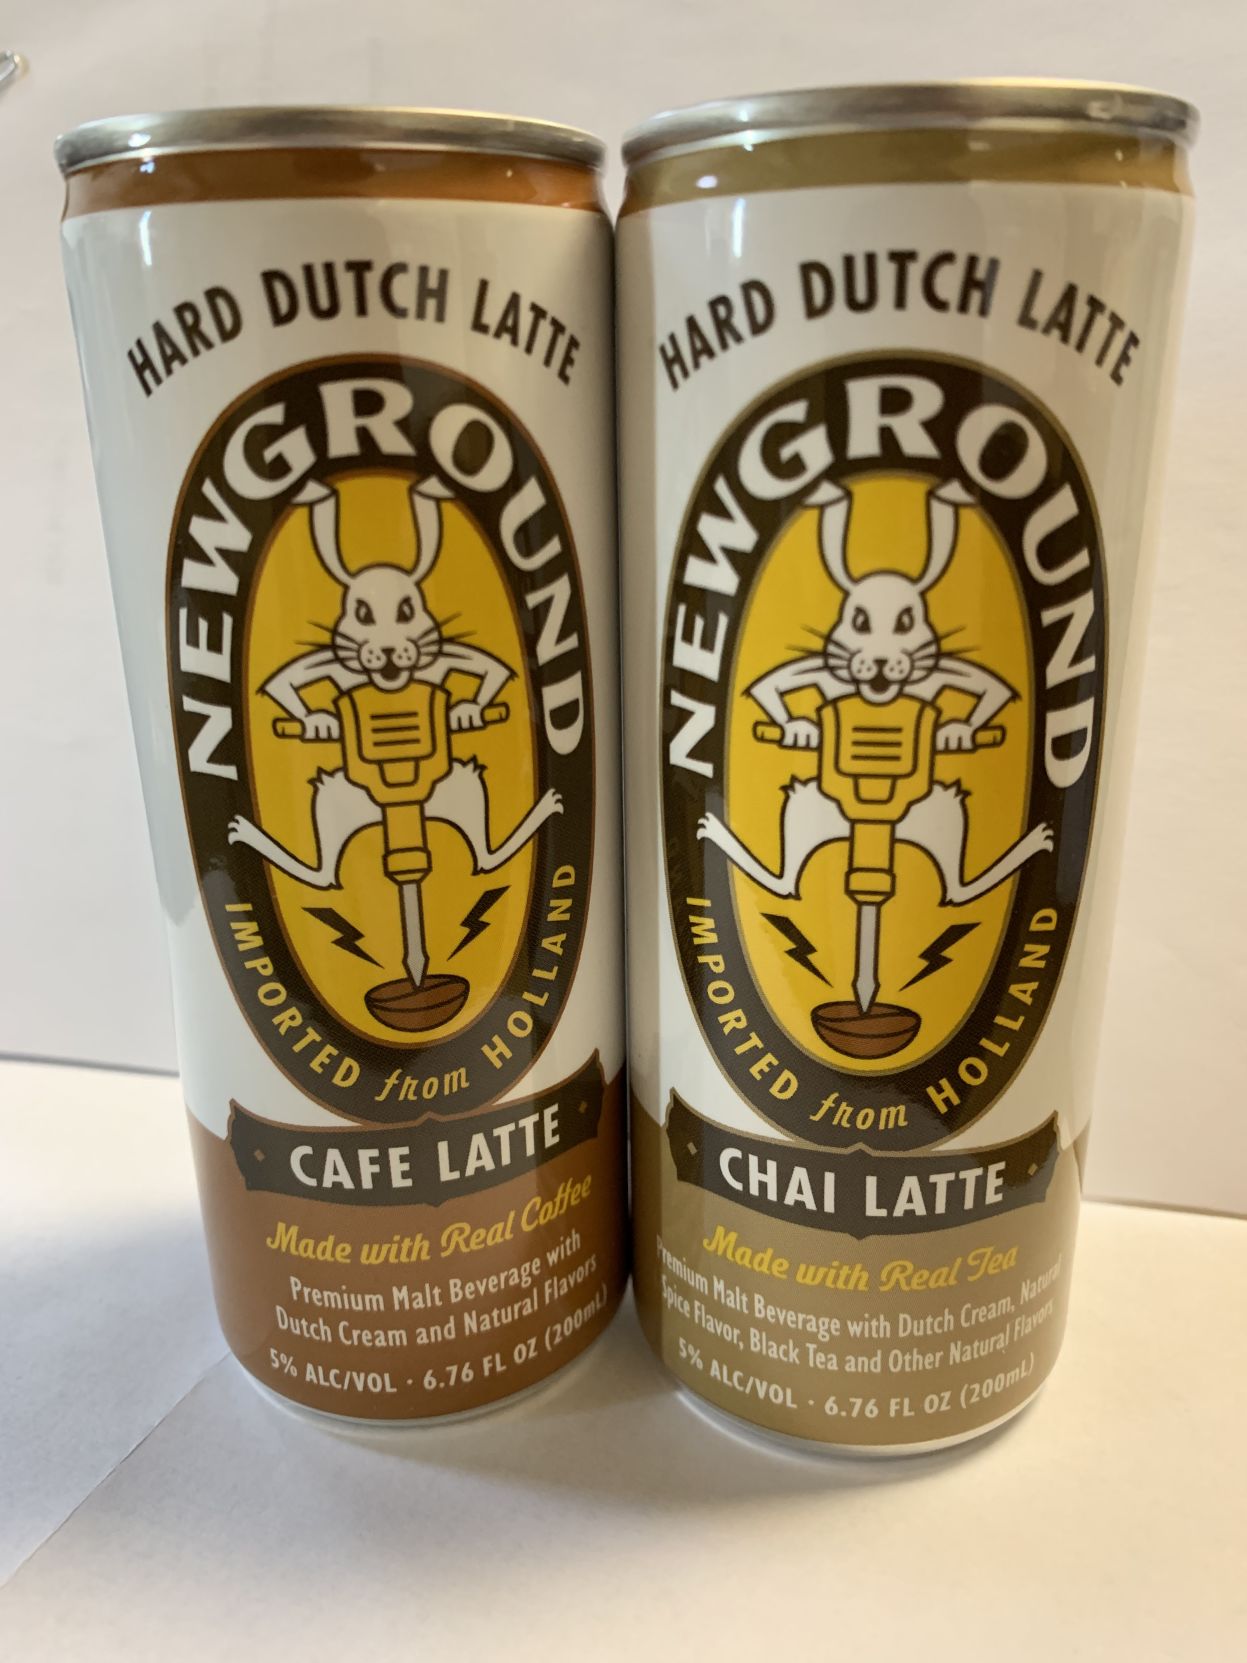 HARD DUTCH LATTE
NEWGROUND
IMPORTED from HOLLAND
CAFE LATTE
Made with Real Coffee
Premium Malt Beverage with
Dutch Cream and Natural Flavors
5% ALC/VOL · 6.76 FL OZ (200mL)
HARD DUTCH LATTE
NEWGROUND
IMPORTED from HOLLAND
CHAI LATTE
Made with Real Tea
Premium Malt Beverage with Dutch Cream, Natural
Spice Flavor, Black Tea and Other Natural Flavors
5% ALC/VOL · 6.76 FL OZ (200mL)